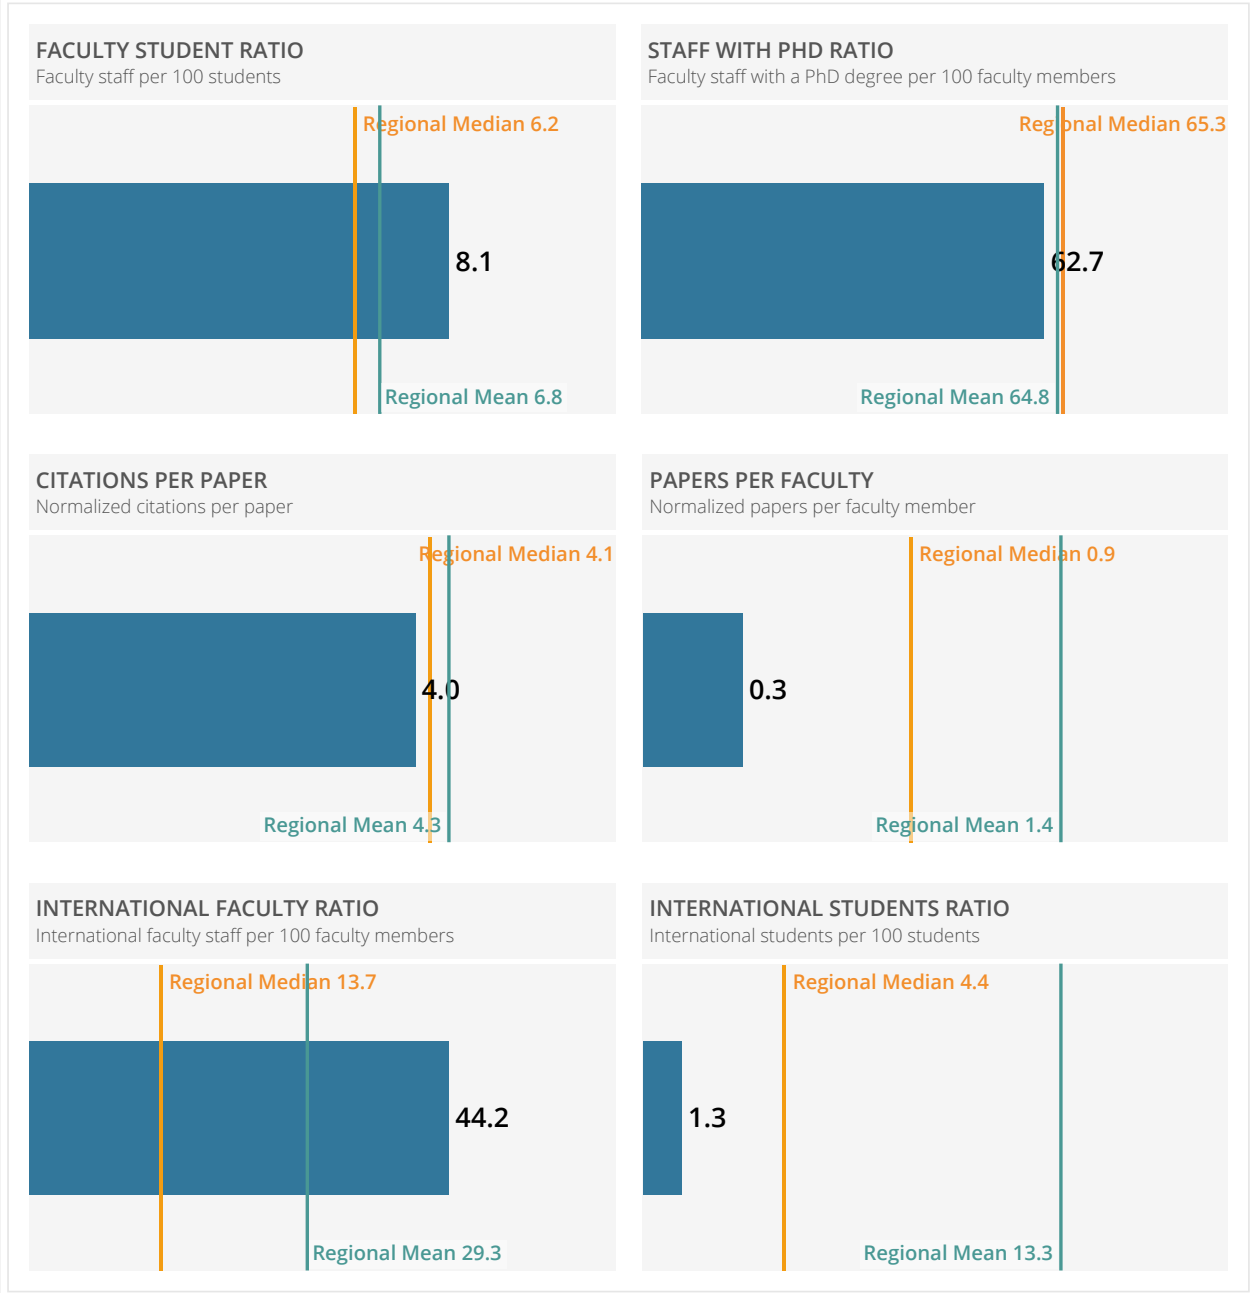 FACULTY STUDENT RATIO
Faculty staff per 100 students
Regional Median 6.2
8.1
Regional Mean 6.8
STAFF WITH PHD RATIO
Faculty staff with a PhD degree per 100 faculty members
Regional Median 65.3
62.7
Regional Mean 64.8
CITATIONS PER PAPER
Normalized citations per paper
Regional Median 4.1
4.0
Regional Mean 4.3
PAPERS PER FACULTY
Normalized papers per faculty member
Regional Median 0.9
0.3
Regional Mean 1.4
INTERNATIONAL FACULTY RATIO
International faculty staff per 100 faculty members
Regional Median 13.7
44.2
Regional Mean 29.3
INTERNATIONAL STUDENTS RATIO
International students per 100 students
Regional Median 4.4
1.3
Regional Mean 13.3